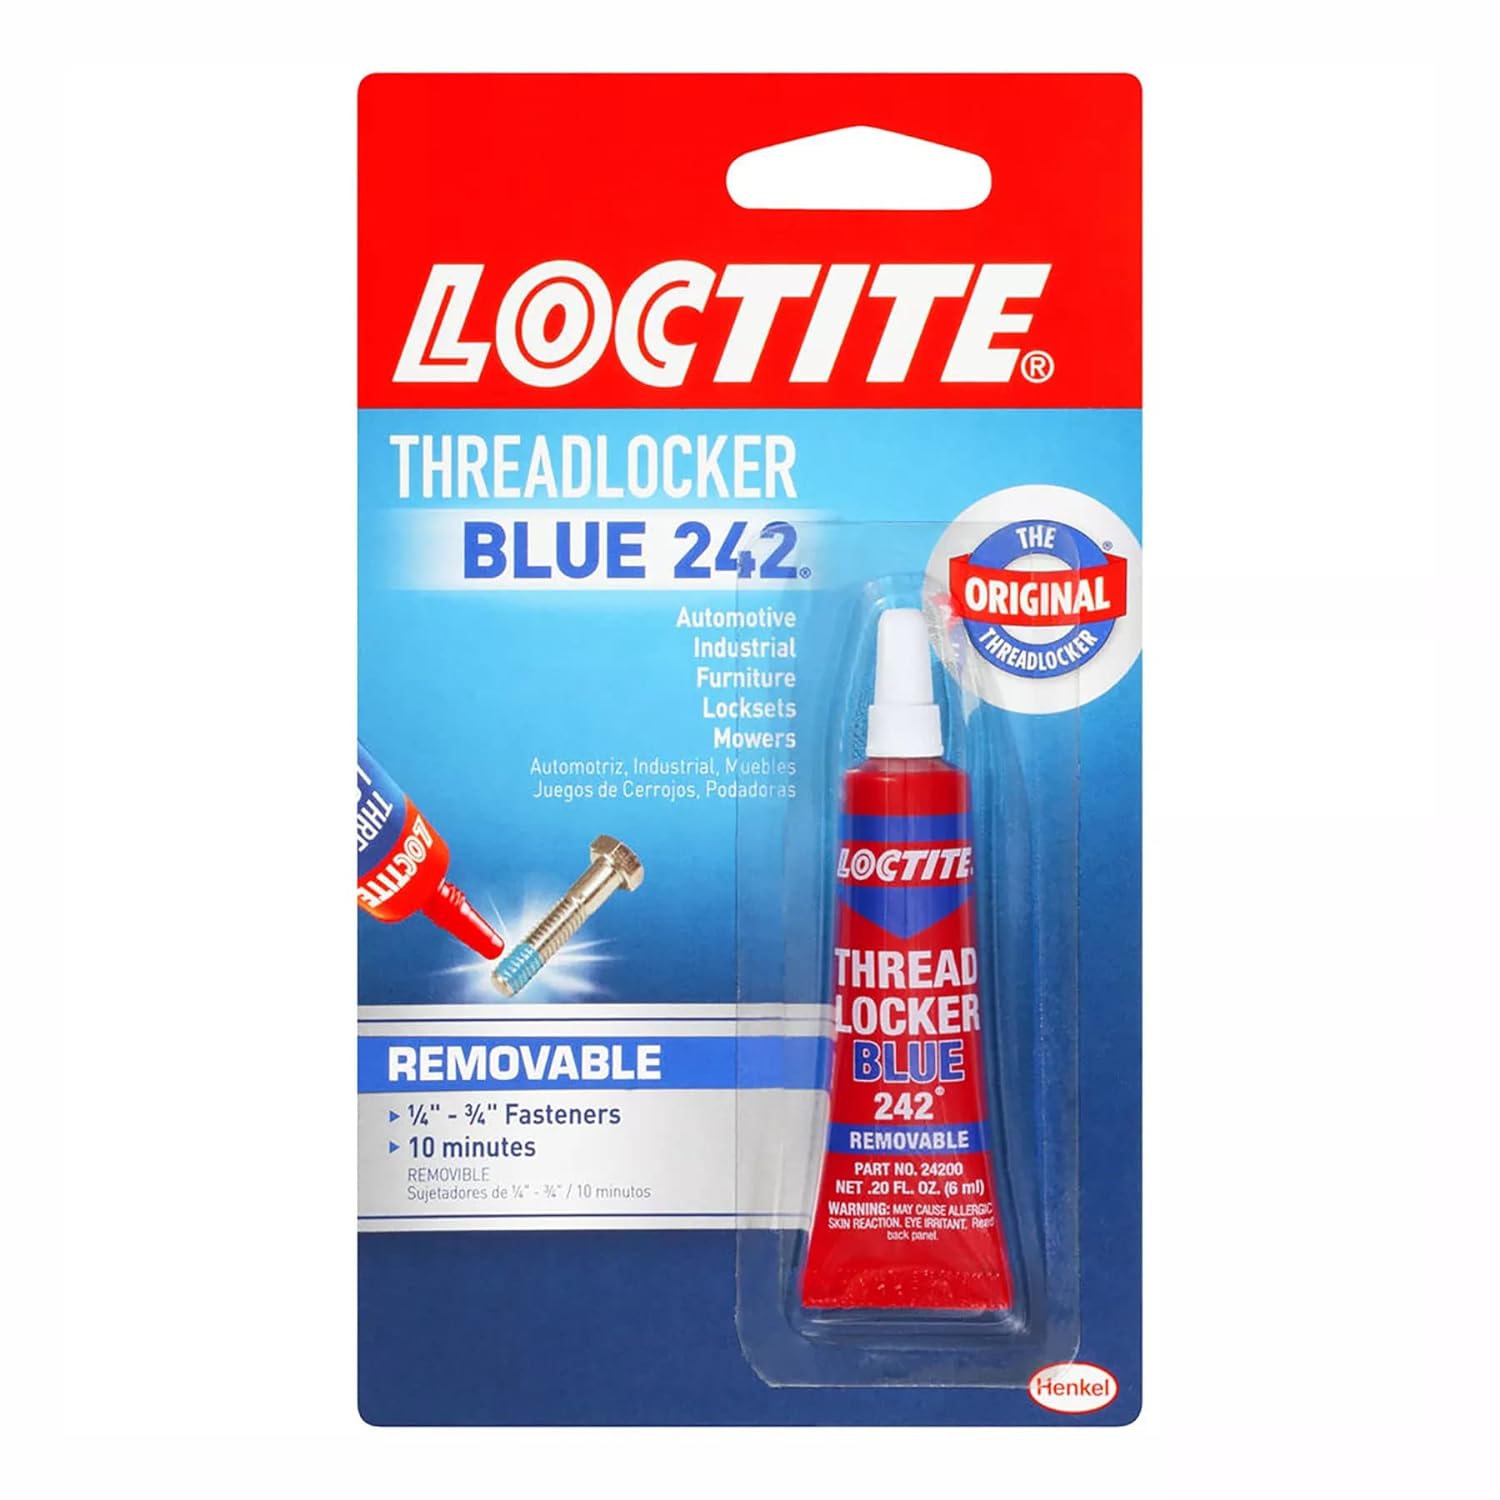 LOCTITE®
THREADLOCKER
BLUE 242®
Automotive
Industrial
Furniture
Locksets
Mowers
Automotriz, Industrial, Muebles
Juegos de Cerrojos, Podadoras
THE
ORIGINAL®
THREADLOCKER
LOCTITE
REMOVABLE
¼" - ¾" Fasteners
10 minutes
REMOVIBLE
Sujetadores de ¼" - ¾" / 10 minutos
LOCTITE.
THREAD
LOCKER
BLUE
242®
REMOVABLE
PART NO. 24200
NET .20 FL. OZ. (6 ml)
WARNING: MAY CAUSE ALLERGIC
SKIN REACTION. EYE IRRITANT. Read
back panel.
Henkel